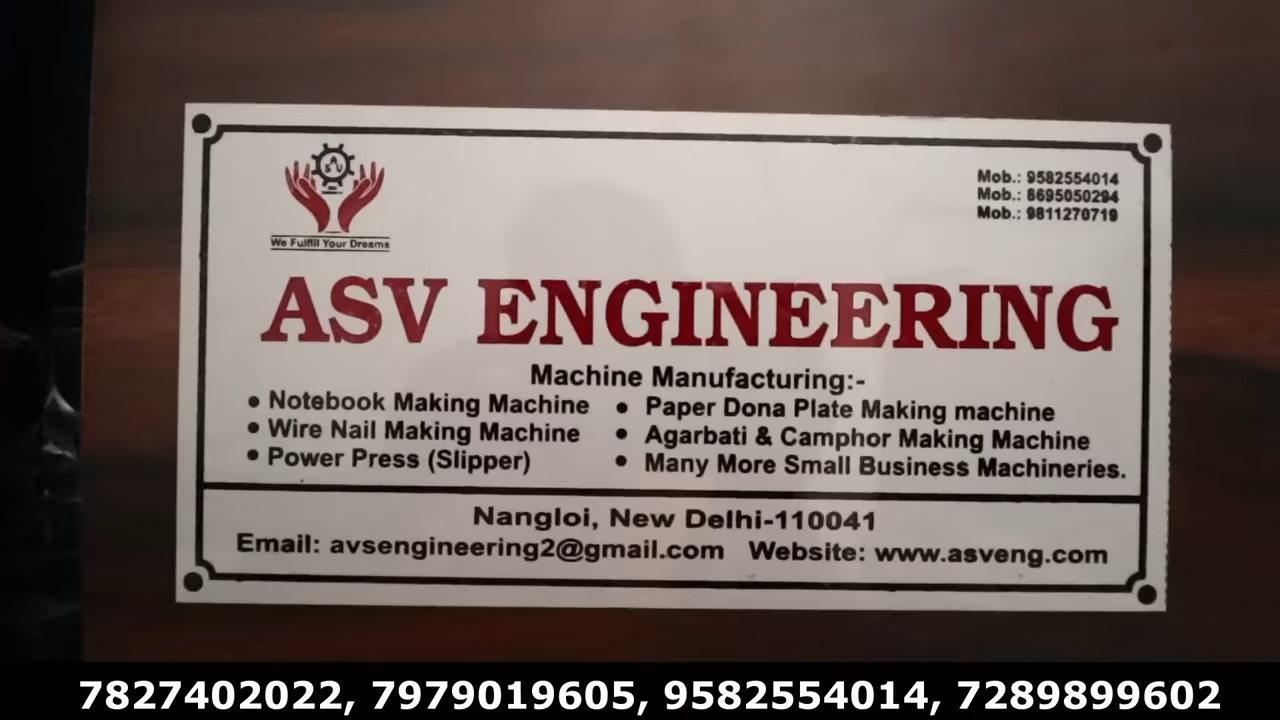 We Fulfill Your Dreams
Mob.: 9582554014
Mob.: 8695050294
Mob.: 9811270719
ASV ENGINEERING
Machine Manufacturing:-
• Notebook Making Machine
• Wire Nail Making Machine
• Power Press (Slipper)
• Paper Dona Plate Making machine
• Agarbati & Camphor Making Machine
• Many More Small Business Machineries.
Nangloi, New Delhi-110041
Email: avsengineering2@gmail.com Website: www.asveng.com
7827402022, 7979019605, 9582554014, 7289899602